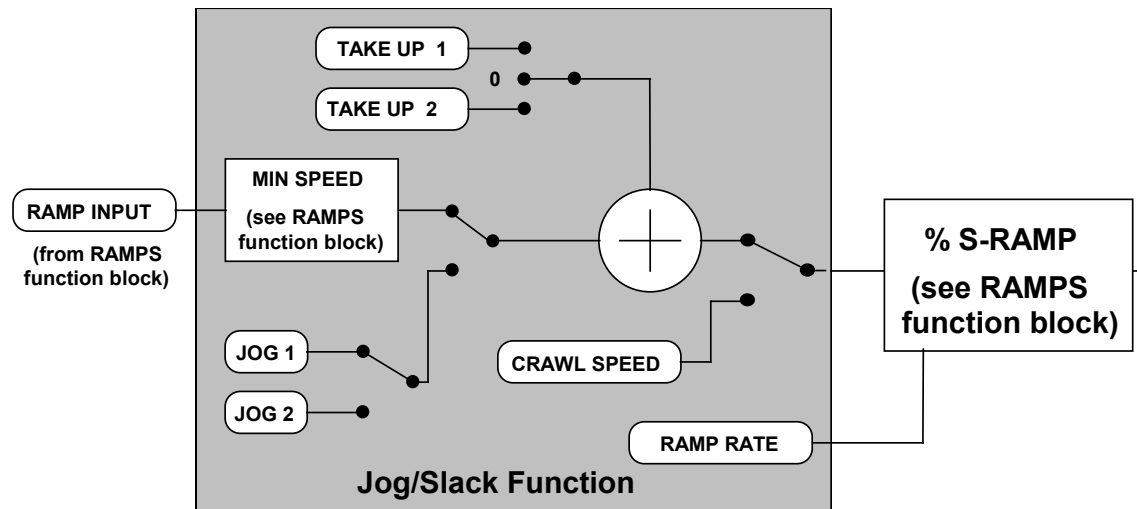 TAKE UP 1
0
TAKE UP 2
MIN SPEED
(see RAMPS
function block)
RAMP INPUT
(from RAMPS
function block)
% S-RAMP
(see RAMPS
function block)
JOG 1
CRAWL SPEED
JOG 2
RAMP RATE
Jog/Slack Function